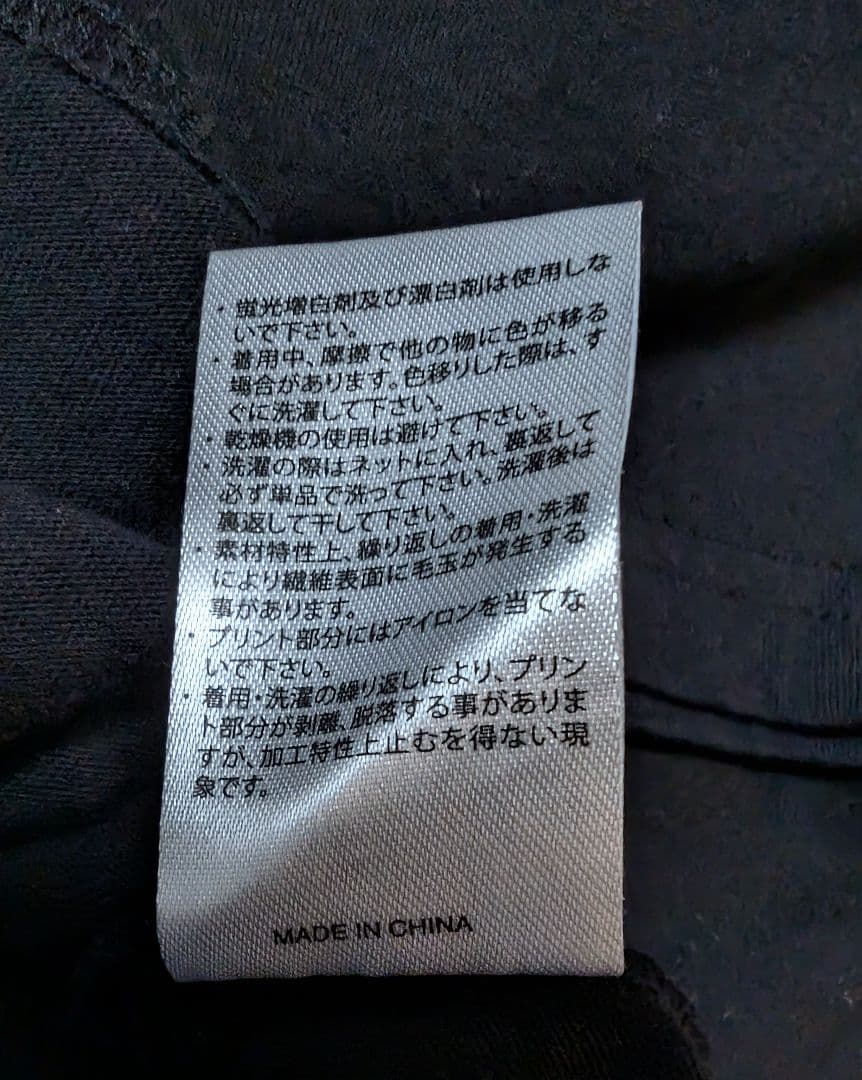 ・蛍光増白剤及び漂白剤は使用しな
いで下さい。
・着用中、摩擦で他の物に色が移る
場合があります。色移りした際は、す
ぐに洗濯して下さい。
・乾燥機の使用は避けて下さい。
・洗濯の際はネットに入れ、裏返して
必ず単品で洗って下さい。洗濯後は
裏返して干して下さい。
・素材特性上、繰り返しの着用・洗濯
により繊維表面に毛玉が発生する
事があります。
・プリント部分にはアイロンを当てな
いで下さい。
・着用・洗濯の繰り返しにより、プリン
ト部分が剥離、脱落する事がありま
すが、加工特性上止むを得ない現
象です。
MADE IN CHINA